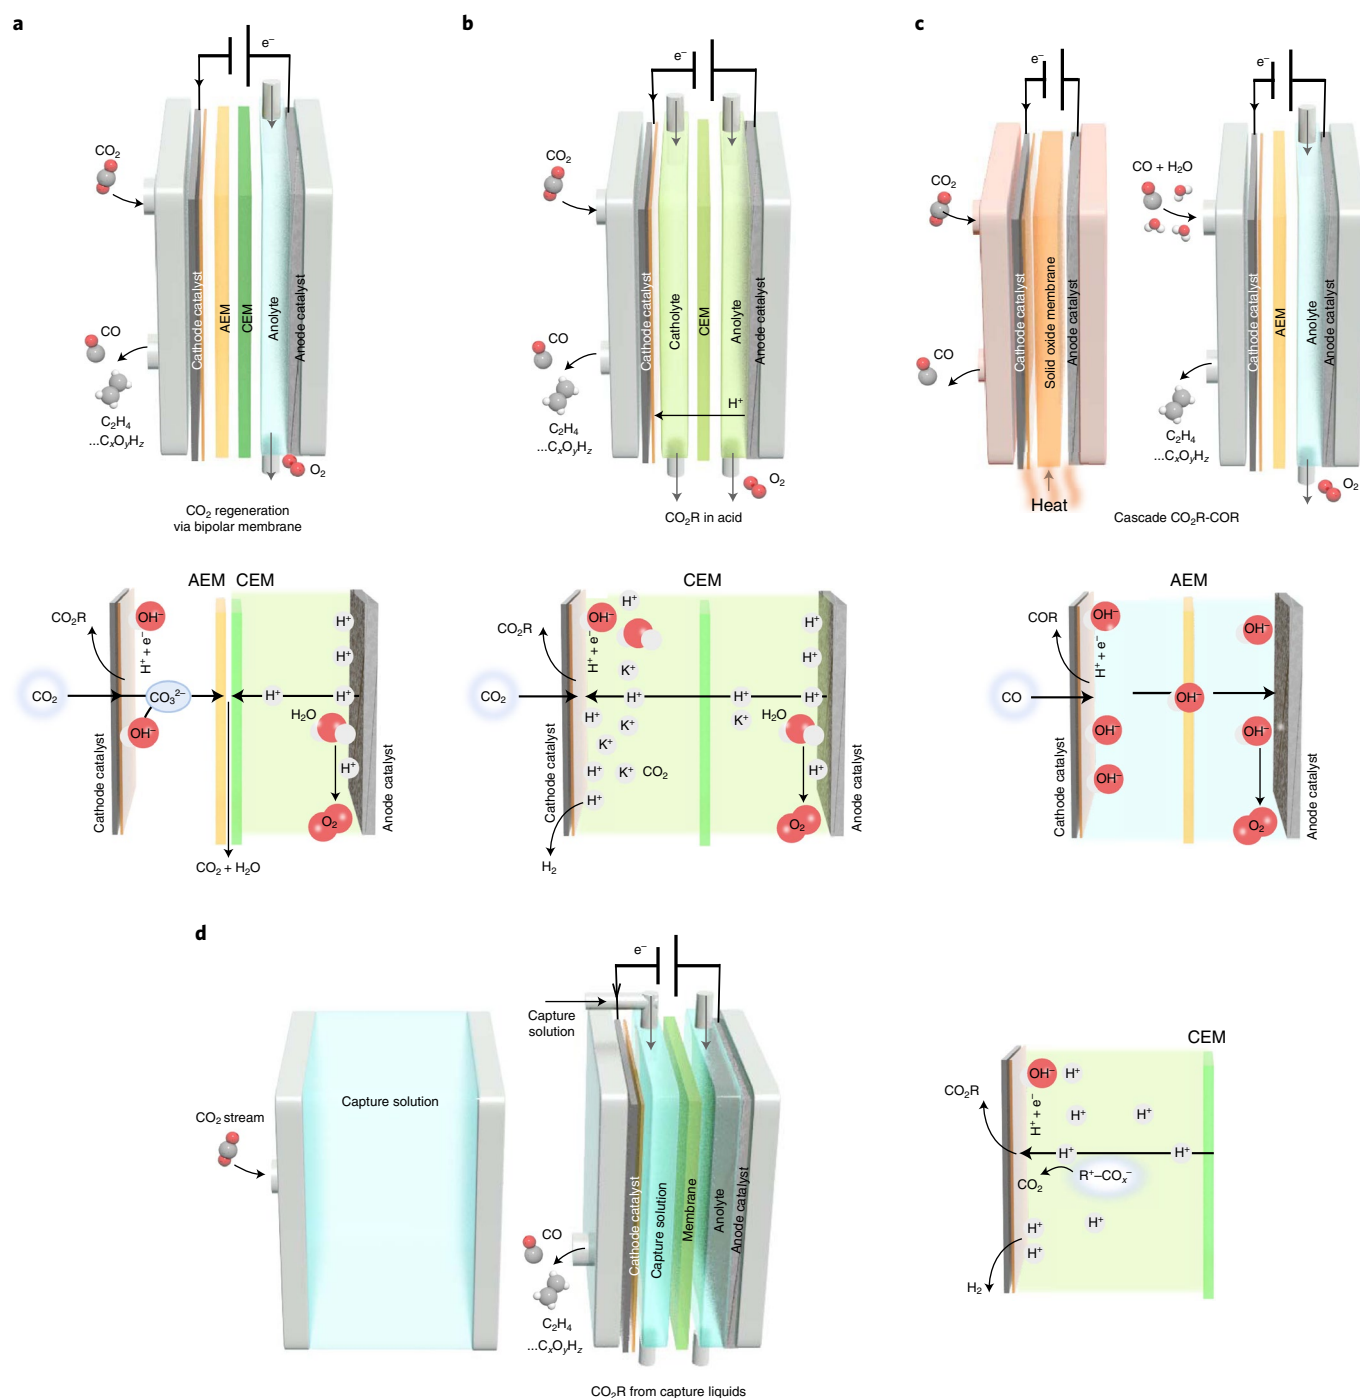 a
e⁻
CO₂
CO
C₂H₄
...CₓOᵧH_z
Cathode catalyst
AEM
CEM
Anolyte
Anode catalyst
O₂
CO₂ regeneration
via bipolar membrane
AEM CEM
CO₂R
OH⁻
H⁺ + e⁻
CO₂
CO₃²⁻
OH⁻
H⁺
H⁺
H⁺
H⁺
H₂O
H⁺
O₂
Cathode catalyst
Anode catalyst
CO₂ + H₂O
b
e⁻
CO₂
CO
C₂H₄
...CₓOᵧH_z
Cathode catalyst
Catholyte
CEM
Anolyte
Anode catalyst
H⁺
O₂
CO₂R in acid
CEM
CO₂R
OH⁻
H⁺
H⁺ + e⁻
K⁺
CO₂
H⁺
H⁺
H⁺
H⁺
H⁺
H⁺
K⁺
K⁺
H₂O
K⁺
H⁺
K⁺
CO₂
H⁺
H⁺
O₂
H₂
Cathode catalyst
Anode catalyst
c
e⁻
CO₂
CO
Cathode catalyst
Solid oxide membrane
Anode catalyst
Heat
e⁻
CO + H₂O
C₂H₄
...CₓOᵧH_z
Cathode catalyst
AEM
Anolyte
Anode catalyst
O₂
Cascade CO₂R-COR
AEM
COR
OH⁻
H⁺ + e⁻
OH⁻
CO
OH⁻
OH⁻
OH⁻
OH⁻
O₂
Cathode catalyst
Anode catalyst
d
CO₂ stream
Capture solution
e⁻
Capture
solution
CO
C₂H₄
...CₓOᵧH_z
Cathode catalyst
Capture solution
Membrane
Anolyte
Anode catalyst
CO₂R from capture liquids
CEM
CO₂R
OH⁻
H⁺
H⁺ + e⁻
H⁺
H⁺
H⁺
H⁺
CO₂
R⁺–COₓ⁻
H⁺
H⁺
H⁺
H₂